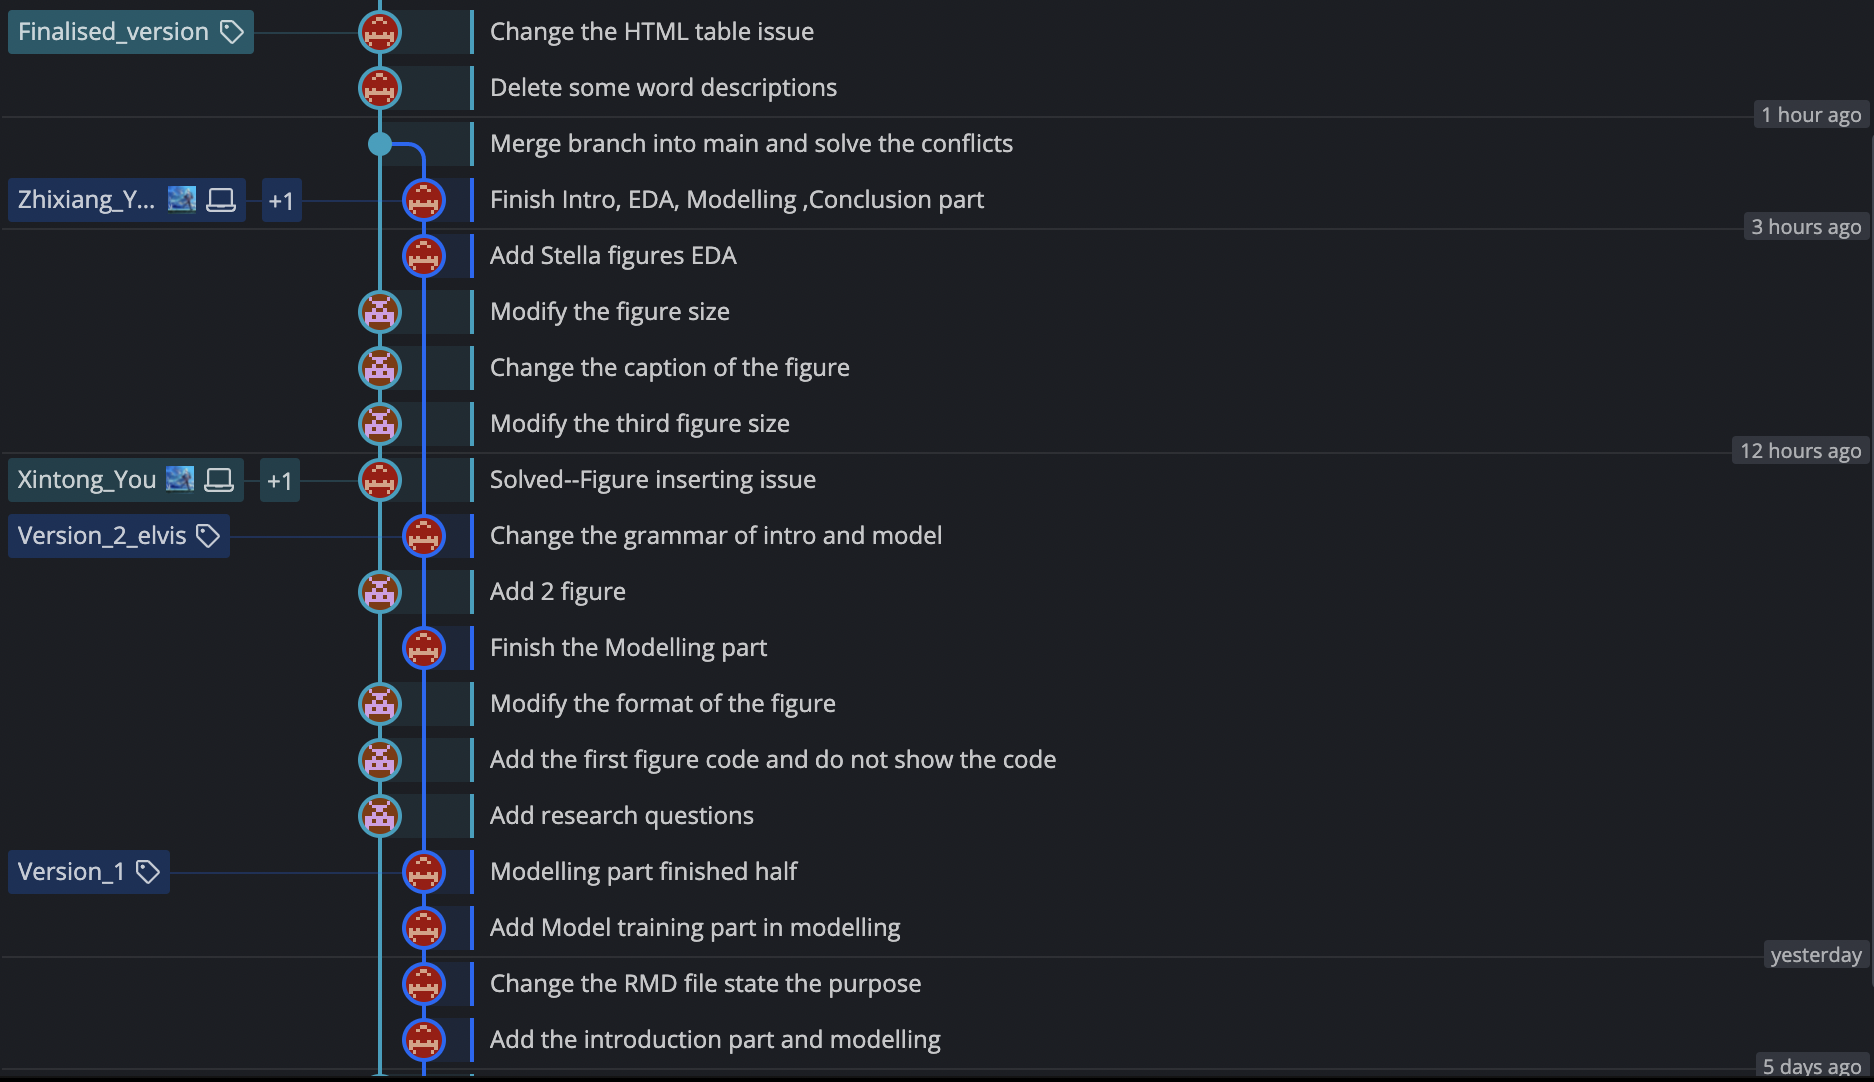 Finalised_version Change the HTML table issue
Delete some word descriptions
1 hour ago
Merge branch into main and solve the conflicts
Zhixiang_Y... +1 Finish Intro, EDA, Modelling ,Conclusion part
3 hours ago
Add Stella figures EDA
Modify the figure size
Change the caption of the figure
Modify the third figure size
12 hours ago
Xintong_You +1 Solved--Figure inserting issue
Version_2_elvis Change the grammar of intro and model
Add 2 figure
Finish the Modelling part
Modify the format of the figure
Add the first figure code and do not show the code
Add research questions
Version_1 Modelling part finished half
Add Model training part in modelling
yesterday
Change the RMD file state the purpose
Add the introduction part and modelling
5 days ago